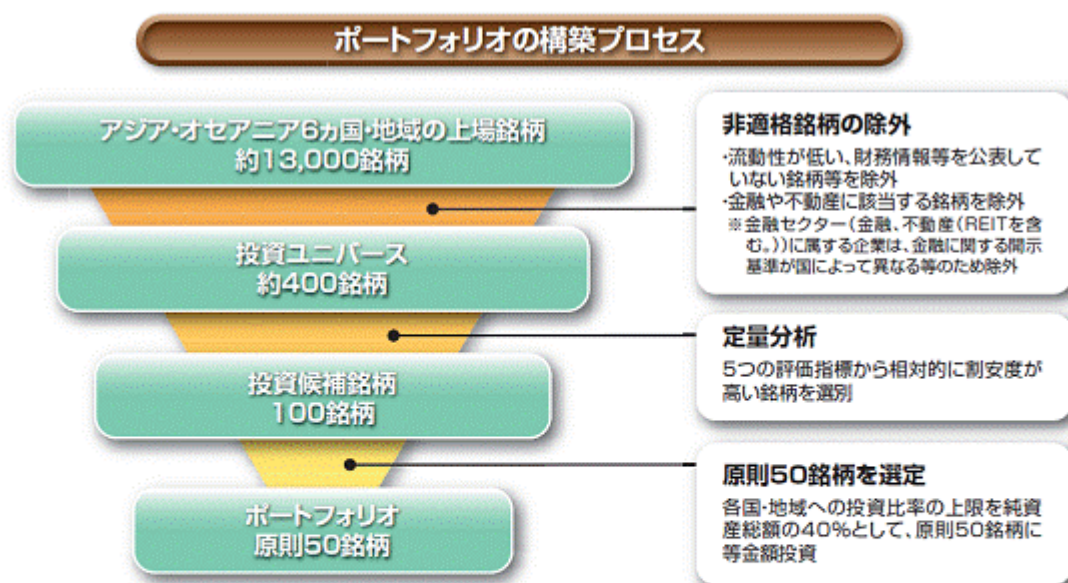 ポートフォリオの構築プロセス
アジア・オセアニア6ヵ国・地域の上場銘柄
約13,000銘柄
非適格銘柄の除外
・流動性が低い、財務情報等を公表して
いない銘柄等を除外
・金融や不動産に該当する銘柄を除外
※金融セクター(金融、不動産(REITを含
む。))に属する企業は、金融に関する開示
基準が国によって異なる等のため除外
投資ユニバース
約400銘柄
定量分析
5つの評価指標から相対的に割安度が
高い銘柄を選別
投資候補銘柄
100銘柄
原則50銘柄を選定
各国・地域への投資比率の上限を純資
産総額の40%として、原則50銘柄に
等金額投資
ポートフォリオ
原則50銘柄